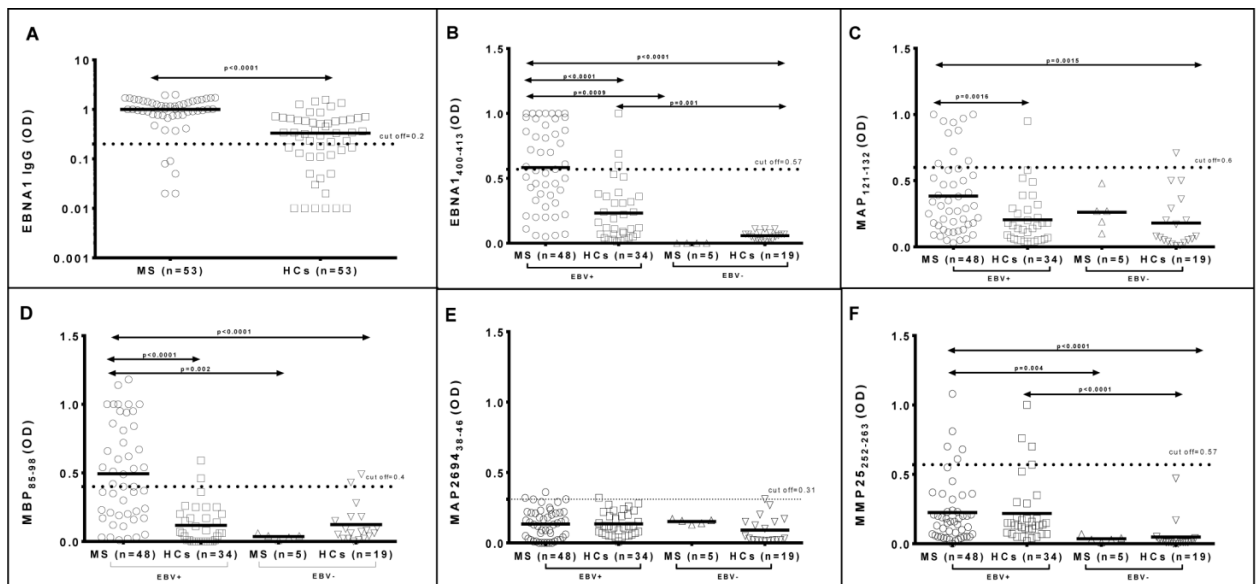 A
EBNA1 IgG (OD)
10
1
0.1
0.01
0.001
p<0.0001
cut off=0.2
MS (n=53)
HCs (n=53)
B
EBNA1400-413 (OD)
1.5
1.0
0.5
0.0
p<0.0001
p<0.0001
p=0.0009
p=0.001
cut off=0.57
MS (n=48)
HCs (n=34)
MS (n=5)
HCs (n=19)
EBV+
EBV-
C
MAP121-132 (OD)
1.5
1.0
0.5
0.0
p=0.0015
p=0.0016
cut off=0.6
MS (n=48)
HCs (n=34)
MS (n=5)
HCs (n=19)
EBV+
EBV-
D
MBP85-98 (OD)
1.5
1.0
0.5
0.0
p<0.0001
p<0.0001
p=0.002
cut off=0.4
MS (n=48)
HCs (n=34)
MS (n=5)
HCs (n=19)
EBV+
EBV-
E
MAP269438-46 (OD)
1.5
1.0
0.5
0.0
cut off=0.31
MS (n=48)
HCs (n=34)
MS (n=5)
HCs (n=19)
EBV+
EBV-
F
MMP25252-263 (OD)
1.5
1.0
0.5
0.0
p<0.0001
p=0.004
p<0.0001
cut off=0.57
MS (n=48)
HCs (n=34)
MS (n=5)
HCs (n=19)
EBV+
EBV-